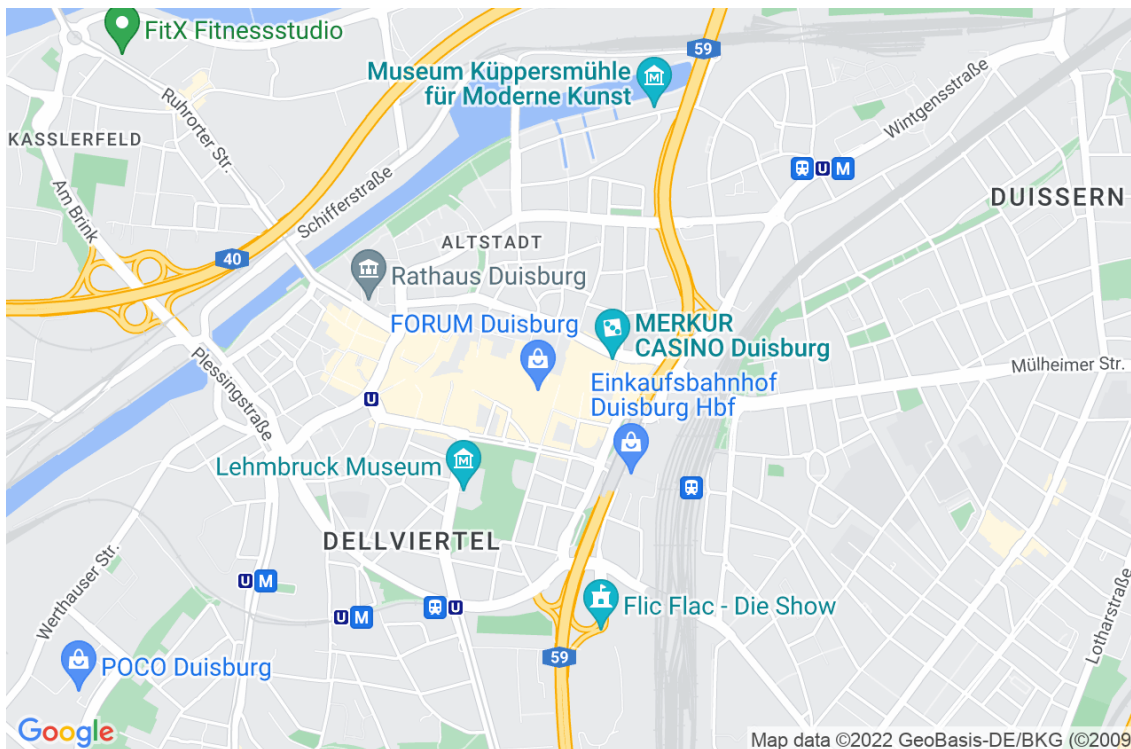 FitX Fitnessstudio
59
Museum Küppersmühle
für Moderne Kunst
Wintgensstraße
Ruhrorter Str.
KASSLERFELD
U
M
DUISSERN
Am Brink
Schifferstraße
ALTSTADT
40
Rathaus Duisburg
FORUM Duisburg
MERKUR
CASINO Duisburg
Mülheimer Str.
Einkaufsbahnhof
Duisburg Hbf
Plessingstraße
U
Lehmbruck Museum
M
DELLVIERTEL
Werthauser Str.
U M
U M
U
Flic Flac - Die Show
Lotharstraße
59
POCO Duisburg
Google
Map data ©2022 GeoBasis-DE/BKG (©2009